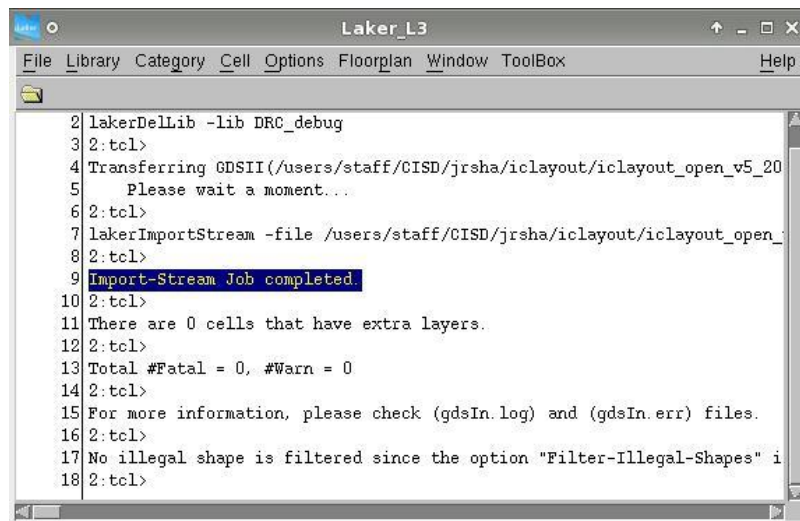 Laker_L3
File Library Category Cell Options Floorplan Window ToolBox Help
2 lakerDelLib -lib DRC_debug
3 2:tcl>
4 Transferring GDSII(/users/staff/CISD/jrsha/iclayout/iclayout_open_v5_20
5 Please wait a moment...
6 2:tcl>
7 lakerImportStream -file /users/staff/CISD/jrsha/iclayout/iclayout_open_
8 2:tcl>
9 Import-Stream Job completed.
10 2:tcl>
11 There are 0 cells that have extra layers.
12 2:tcl>
13 Total #Fatal = 0, #Warn = 0
14 2:tcl>
15 For more information, please check (gdsIn.log) and (gdsIn.err) files.
16 2:tcl>
17 No illegal shape is filtered since the option "Filter-Illegal-Shapes" i
18 2:tcl>